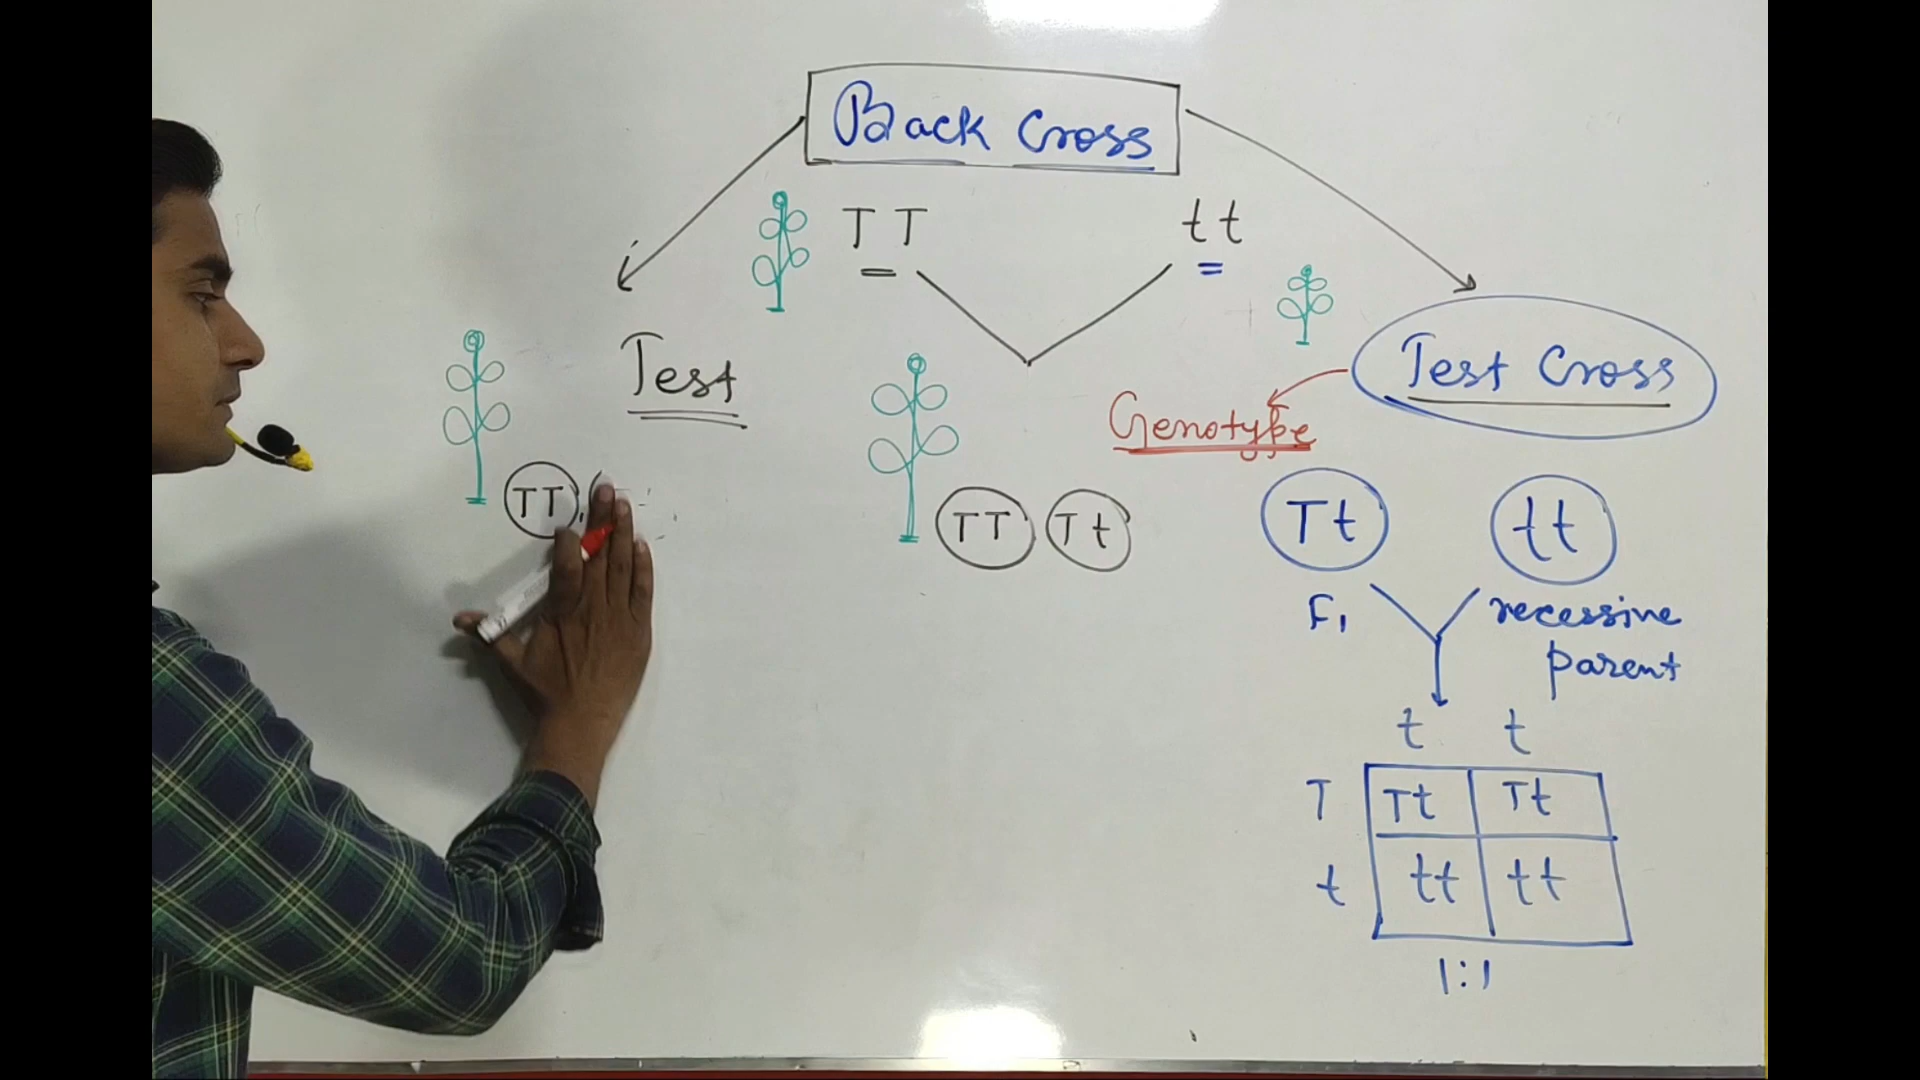 Back Cross
TT
tt
Test
Test Cross
Genotype
TT,
TT
Tt
Tt
tt
F1
recessive
parent
t t
T Tt Tt
t tt tt
1:1